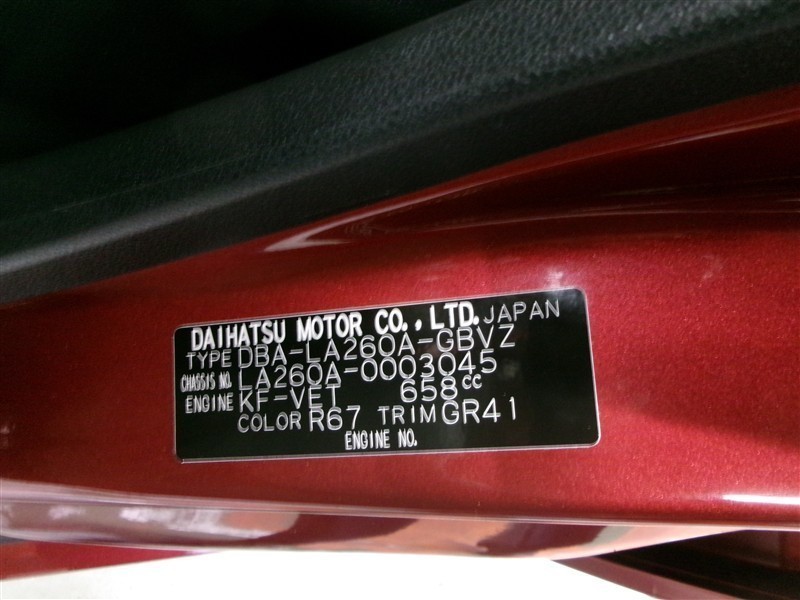 DAIHATSU MOTOR CO., LTD. JAPAN
TYPE DBA-LA260A-GBVZ
CHASSIS NO. LA260A-0003045
ENGINE KF-VET 658cc
COLOR R67 TRIM GR41
ENGINE NO.